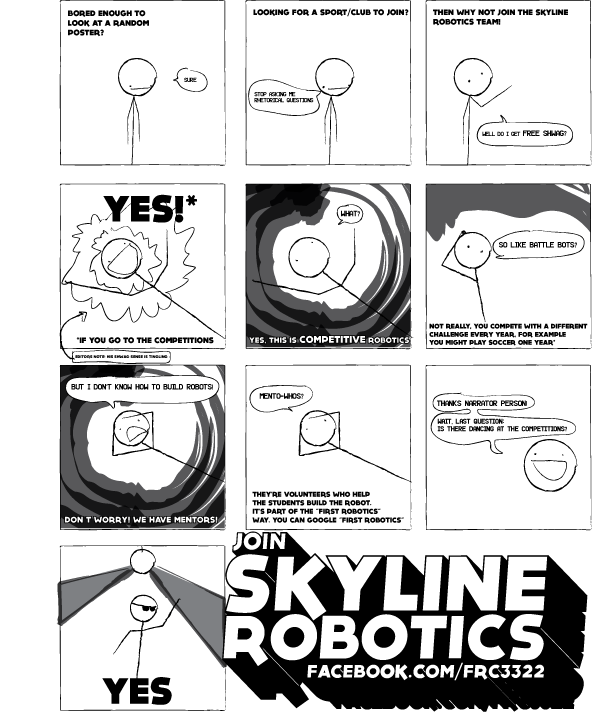 BORED ENOUGH TO
LOOK AT A RANDOM
POSTER?
SURE
LOOKING FOR A SPORT/CLUB TO JOIN?
STOP ASKING ME
RHETORICAL QUESTIONS
THEN WHY NOT JOIN THE SKYLINE
ROBOTICS TEAM!
WELL DO I GET FREE SHWAG?
YES!*
*IF YOU GO TO THE COMPETITIONS
EDITORS NOTE: HIS SHWAG SENSE IS TINGLING
WHAT?
YES, THIS IS COMPETITIVE ROBOTICS
SO LIKE BATTLE BOTS?
NOT REALLY, YOU COMPETE WITH A DIFFERENT
CHALLENGE EVERY YEAR, FOR EXAMPLE
YOU MIGHT PLAY SOCCER ONE YEAR"
BUT I DON'T KNOW HOW TO BUILD ROBOTS!
DON T WORRY! WE HAVE MENTORS!
MENTO-WHOS?
THEY'RE VOLUNTEERS WHO HELP
THE STUDENTS BUILD THE ROBOT.
IT'S PART OF THE "FIRST ROBOTICS"
WAY. YOU CAN GOOGLE "FIRST ROBOTICS"
THANKS NARRATOR PERSON!
WAIT, LAST QUESTION:
IS THERE DANCING AT THE COMPETITIONS?
YES
JOIN
SKYLINE
ROBOTICS
FACEBOOK.COM/FRC3322